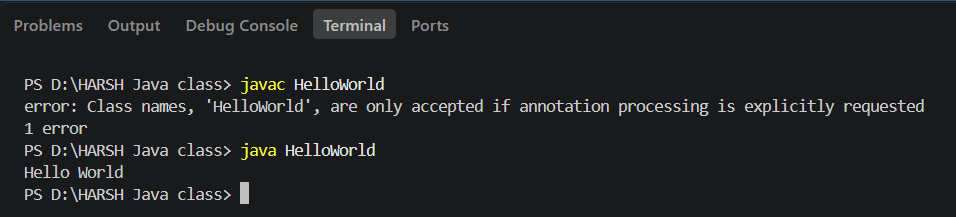 Problems Output Debug Console Terminal Ports
PS D:\HARSH Java class> javac HelloWorld
error: Class names, 'HelloWorld', are only accepted if annotation processing is explicitly requested
1 error
PS D:\HARSH Java class> java HelloWorld
Hello World
PS D:\HARSH Java class>